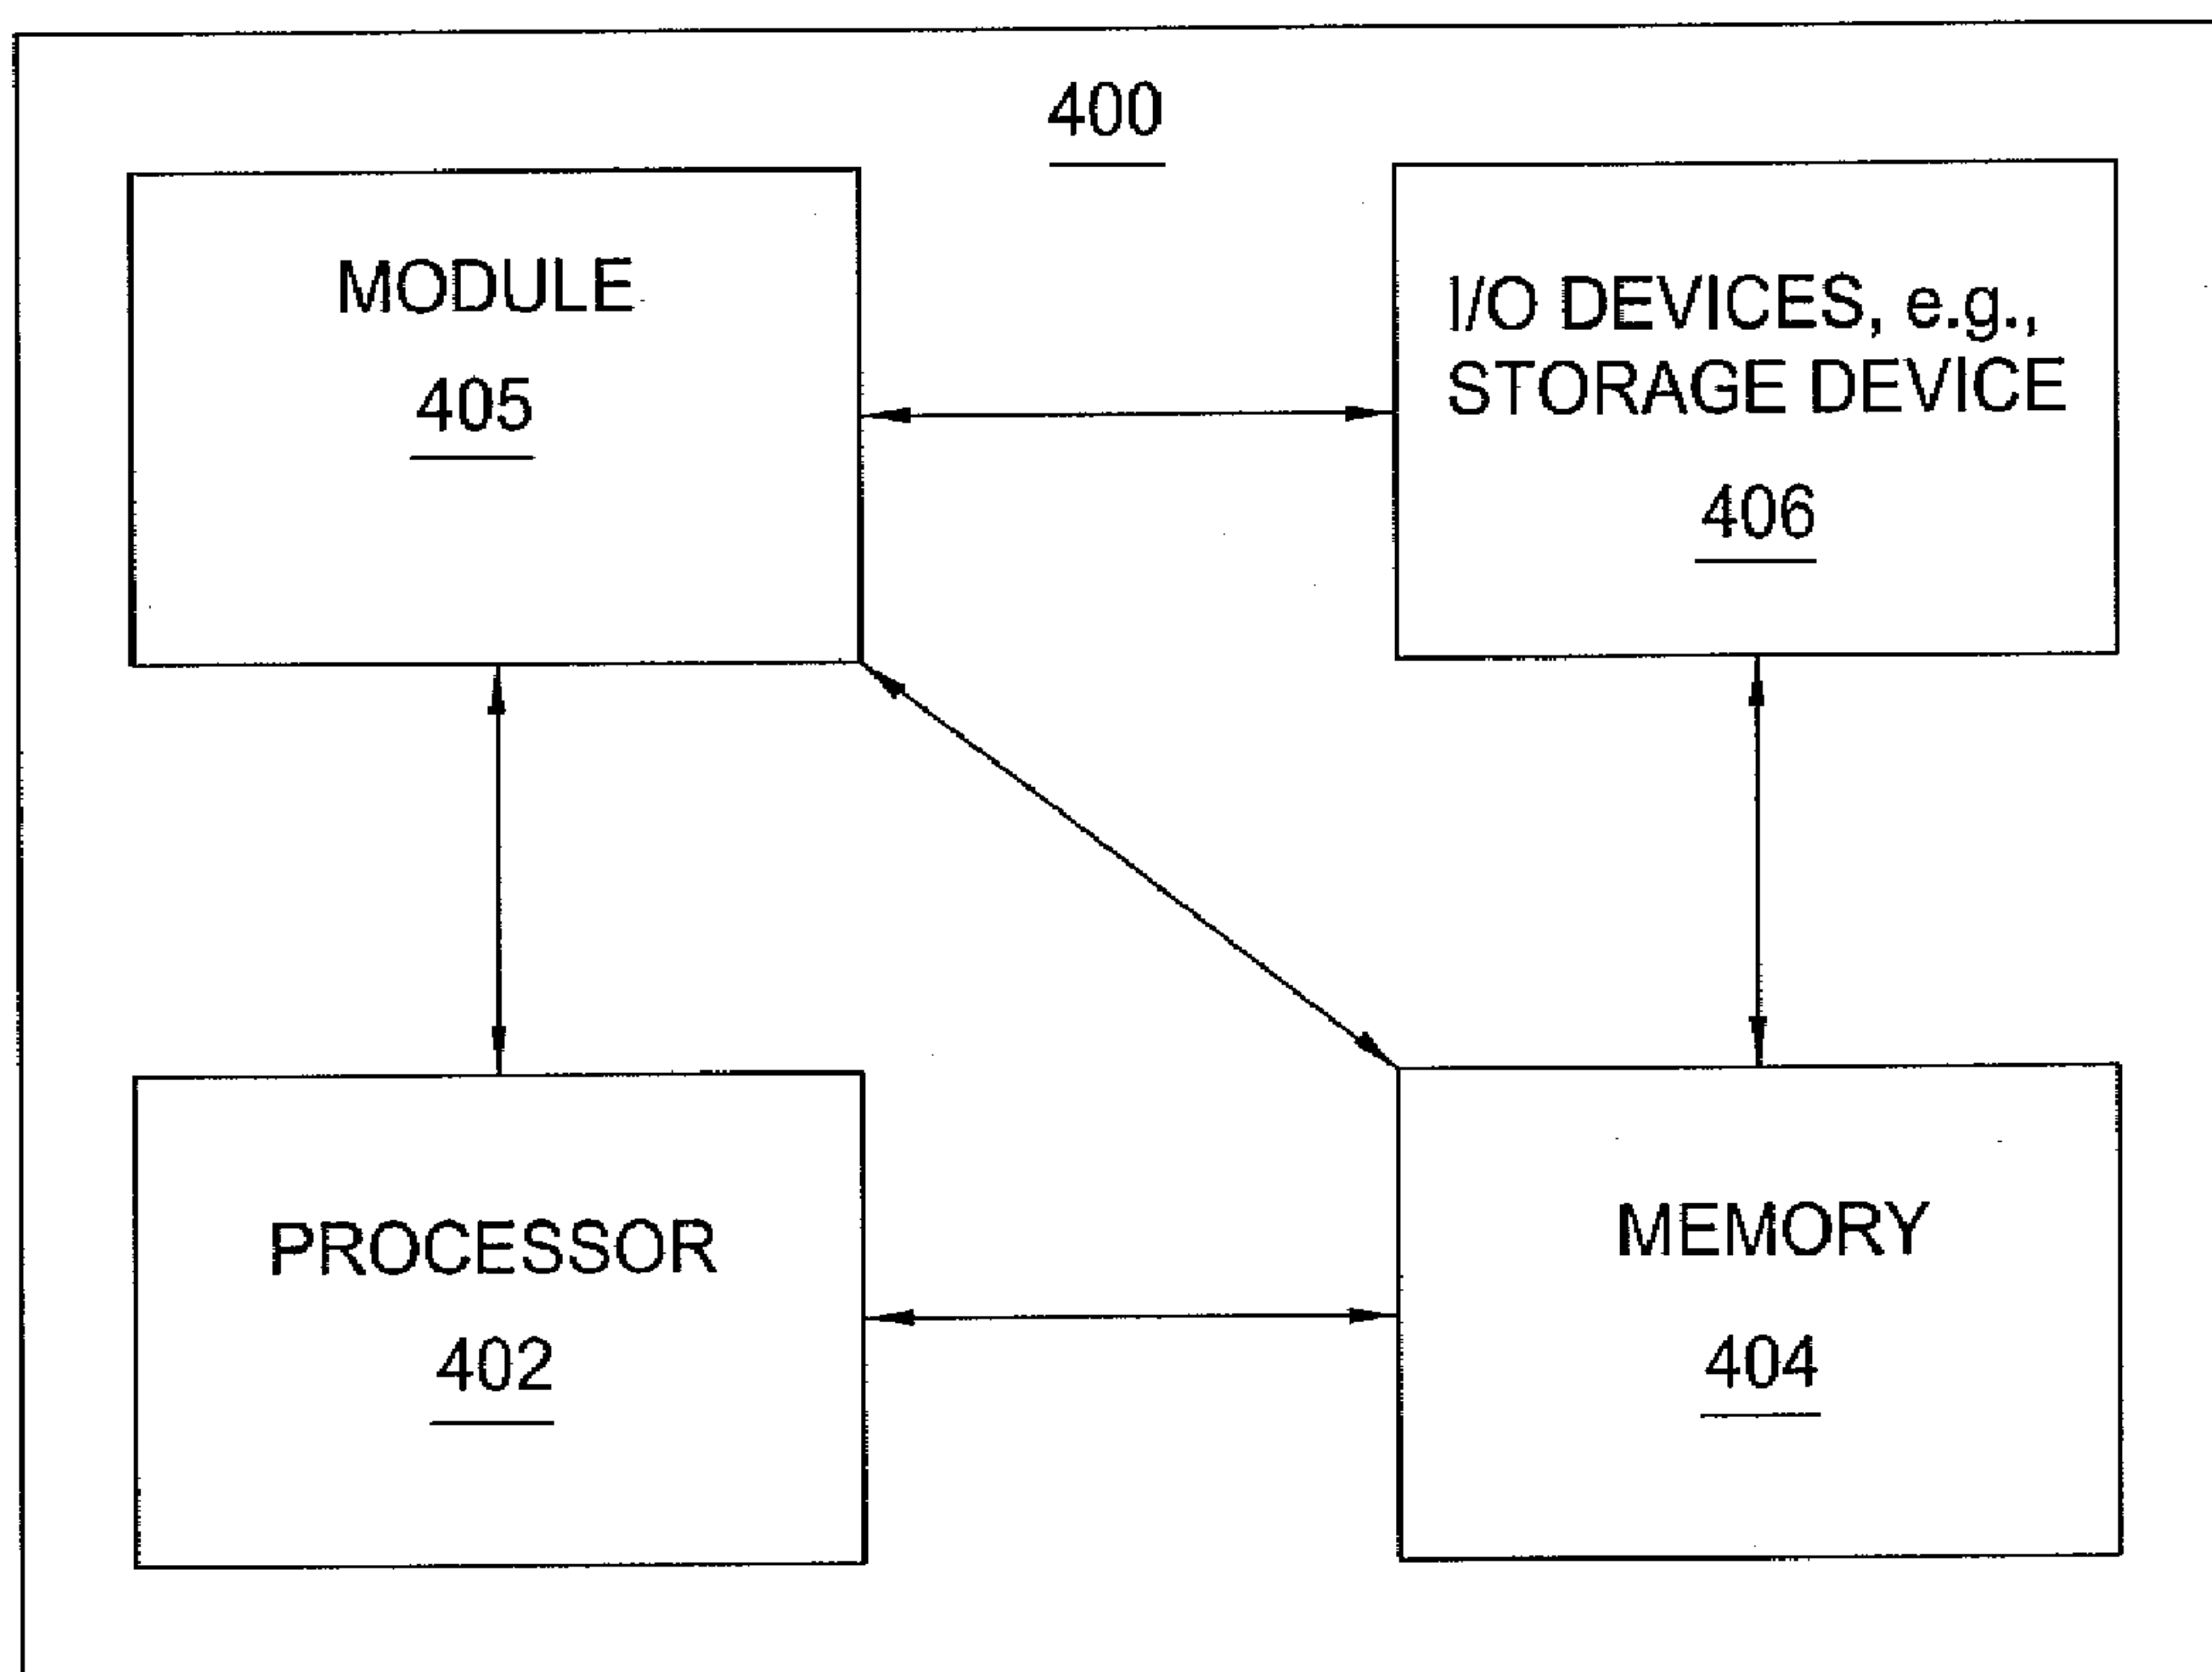 400
MODULE
405
I/O DEVICES, e.g.,
STORAGE DEVICE
406
PROCESSOR
402
MEMORY
404